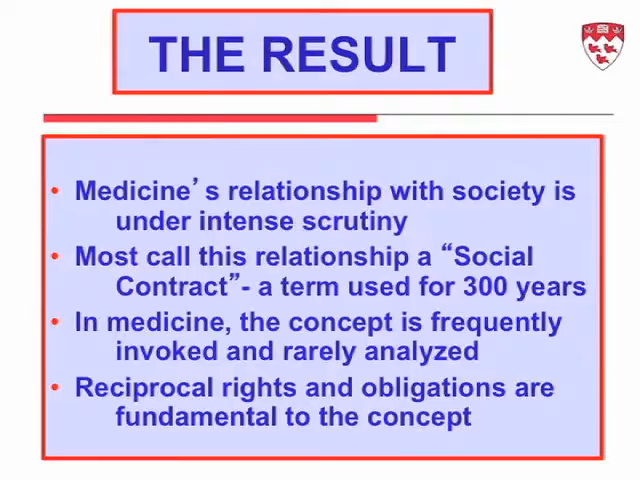 THE RESULT
• Medicine’s relationship with society is
under intense scrutiny
• Most call this relationship a “Social
Contract”- a term used for 300 years
• In medicine, the concept is frequently
invoked and rarely analyzed
• Reciprocal rights and obligations are
fundamental to the concept